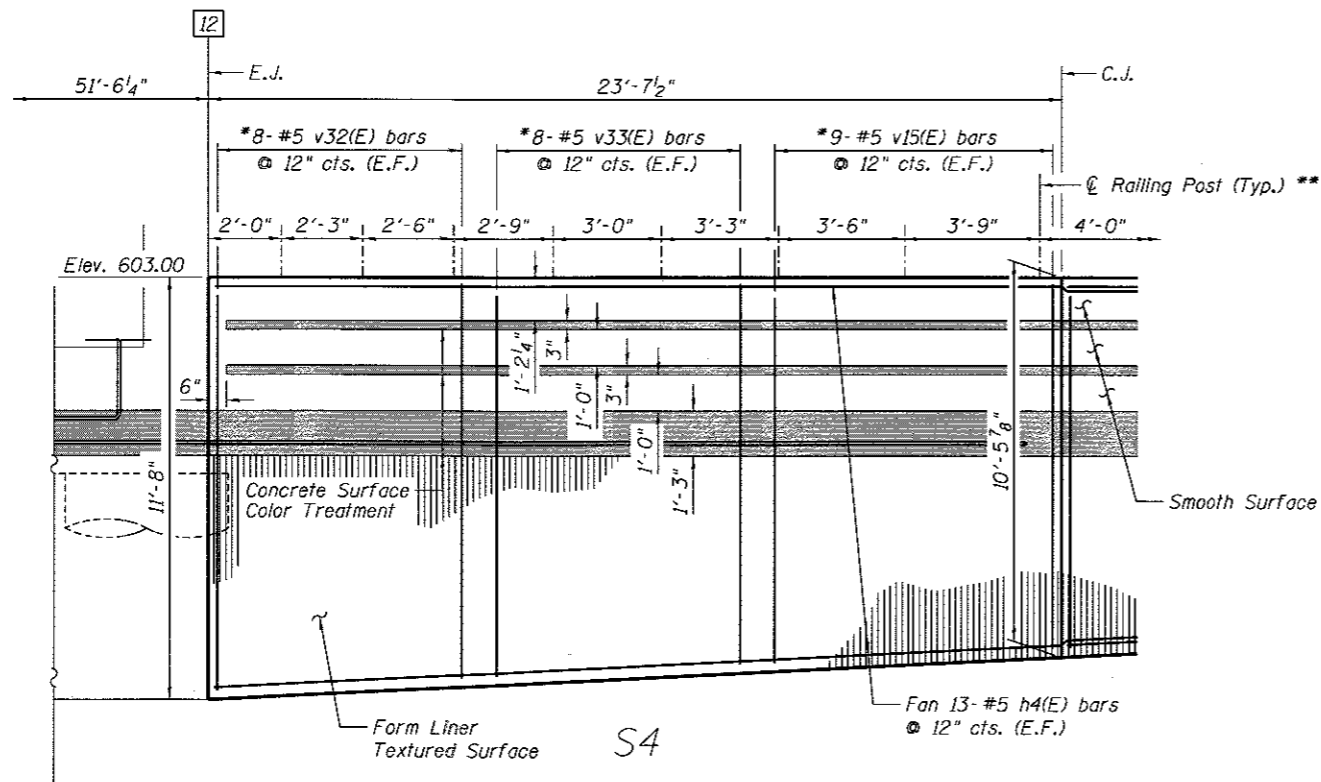 12
E.J.
C.J.
51'-6¼"
23'-7½"
*8- #5 v32(E) bars
@ 12" cts. (E.F.)
*8- #5 v33(E) bars
@ 12" cts. (E.F.)
*9- #5 v15(E) bars
@ 12" cts. (E.F.)
℄ Railing Post (Typ.) **
2'-0"
2'-3"
2'-6"
2'-9"
3'-0"
3'-3"
3'-6"
3'-9"
4'-0"
Elev. 603.00
6"
1'-2¼"
3"
1'-0"
3"
1'-0"
1'-3"
11'-8"
10'-5⅞"
Concrete Surface
Color Treatment
Smooth Surface
Form Liner
Textured Surface
Fan 13- #5 h4(E) bars
@ 12" cts. (E.F.)
S4